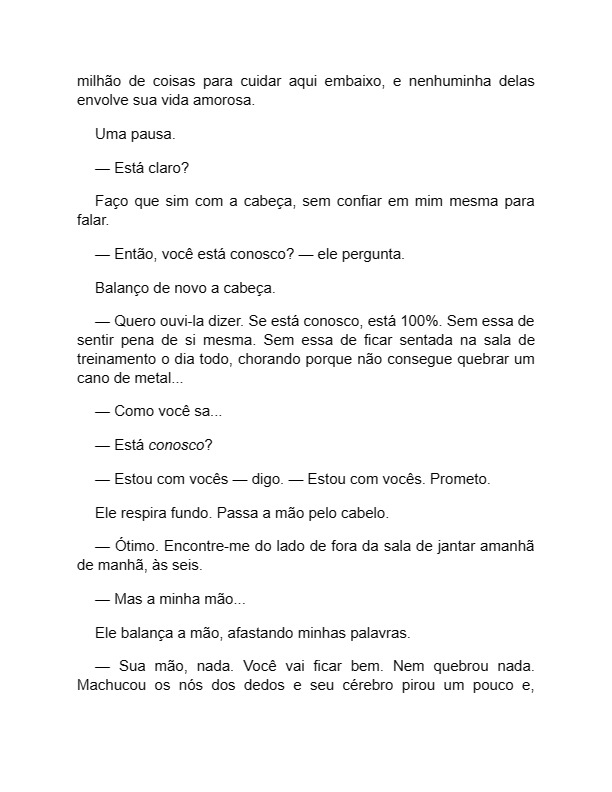 milhão de coisas para cuidar aqui embaixo, e nenhuminha delas
envolve sua vida amorosa.
Uma pausa.
— Está claro?
Faço que sim com a cabeça, sem confiar em mim mesma para
falar.
— Então, você está conosco? — ele pergunta.
Balanço de novo a cabeça.
— Quero ouvi-la dizer. Se está conosco, está 100%. Sem essa de
sentir pena de si mesma. Sem essa de ficar sentada na sala de
treinamento o dia todo, chorando porque não consegue quebrar um
cano de metal...
— Como você sa...
— Está conosco?
— Estou com vocês — digo. — Estou com vocês. Prometo.
Ele respira fundo. Passa a mão pelo cabelo.
— Ótimo. Encontre-me do lado de fora da sala de jantar amanhã
de manhã, às seis.
— Mas a minha mão...
Ele balança a mão, afastando minhas palavras.
— Sua mão, nada. Você vai ficar bem. Nem quebrou nada.
Machucou os nós dos dedos e seu cérebro pirou um pouco e,